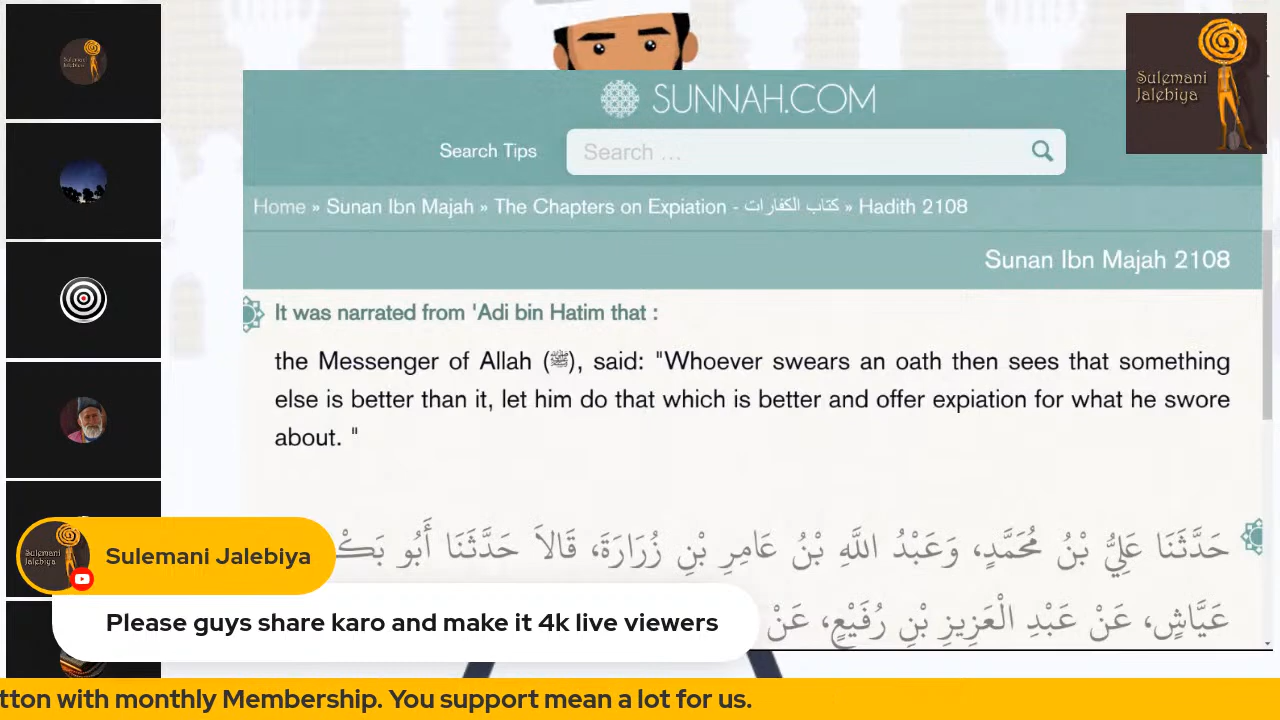 Sulemani
Jalebiya
SUNNAH.COM
Search Tips
Search ...
Home » Sunan Ibn Majah » The Chapters on Expiation - كتاب الكفارات » Hadith 2108
Sunan Ibn Majah 2108
It was narrated from 'Adi bin Hatim that :
the Messenger of Allah (ﷺ), said: "Whoever swears an oath then sees that something
else is better than it, let him do that which is better and offer expiation for what he swore
about. "
حَدَّثَنَا عَلِيُّ بْنُ مُحَمَّدٍ، وَعَبْدُ اللَّهِ بْنُ عَامِرِ بْنِ زُرَارَةَ، قَالاَ حَدَّثَنَا أَبُو
عَيَّاشٍ، عَنْ عَبْدِ الْعَزِيزِ بْنِ رُفَيْعٍ، عَنْ
Sulemani Jalebiya
Please guys share karo and make it 4k live viewers
tton with monthly Membership. You support mean a lot for us.